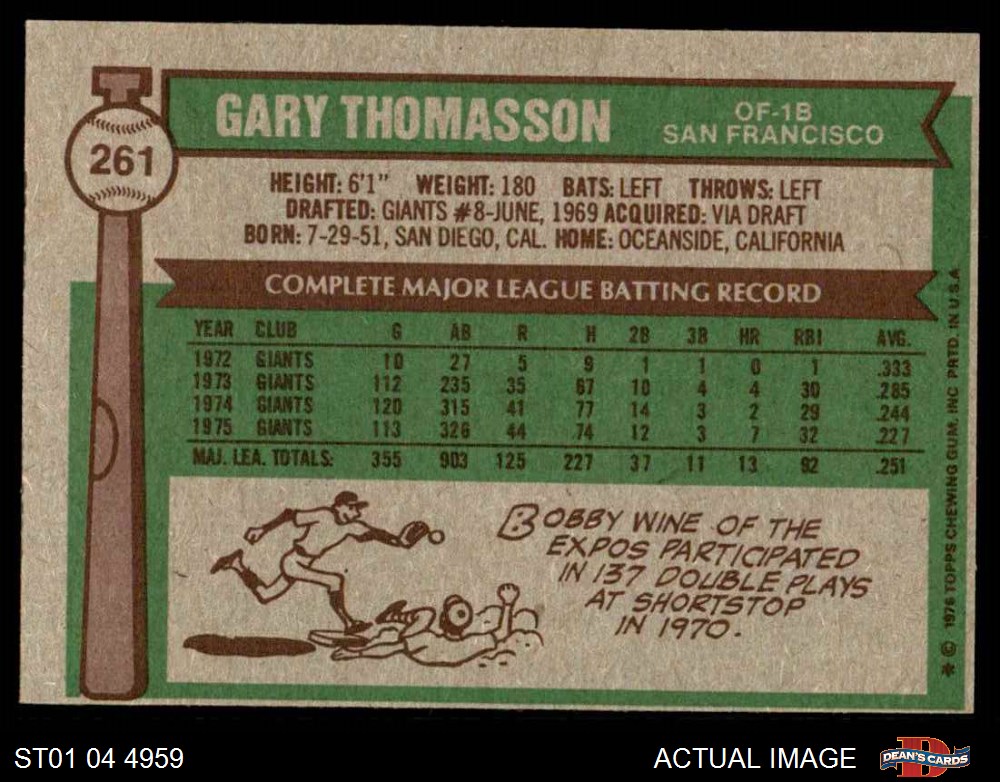 261
GARY THOMASSON
OF-1B
SAN FRANCISCO
HEIGHT: 6'1" WEIGHT: 180 BATS: LEFT THROWS: LEFT
DRAFTED: GIANTS #8-JUNE, 1969 ACQUIRED: VIA DRAFT
BORN: 7-29-51, SAN DIEGO, CAL. HOME: OCEANSIDE, CALIFORNIA
COMPLETE MAJOR LEAGUE BATTING RECORD
YEAR CLUB G AB R H 2B 3B HR RBI AVG.
1972 GIANTS 10 27 5 9 1 1 0 1 .333
1973 GIANTS 112 235 35 67 10 4 4 30 .285
1974 GIANTS 120 315 41 77 14 3 2 29 .244
1975 GIANTS 113 326 44 74 12 3 7 32 .227
MAJ. LEA. TOTALS: 355 903 125 227 37 11 13 92 .251
BOBBY WINE OF THE
EXPOS PARTICIPATED
IN 137 DOUBLE PLAYS
AT SHORTSTOP
IN 1970.
* © 1976 TOPPS CHEWING GUM, INC PRTD. IN U.S.A
ST01 04 4959
ACTUAL IMAGE
D
DEAN'S CARDS